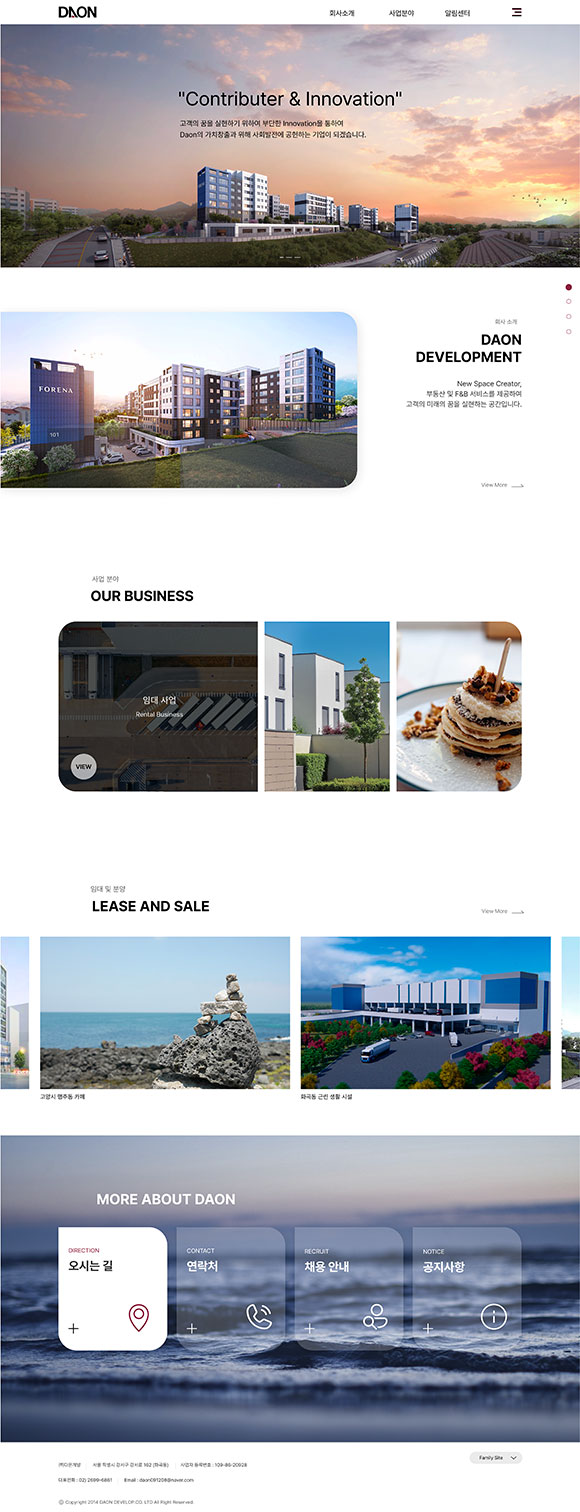 DAON
회사소개
사업분야
알림센터
"Contributer & Innovation"
고객의 꿈을 실현하기 위하여 부단한 Innovation을 통하여
Daon의 가치창출과 위해 사회발전에 공헌하는 기업이 되겠습니다.
회사 소개
DAON
DEVELOPMENT
New Space Creator,
부동산 및 F&B 서비스를 제공하여
고객의 미래의 꿈을 실현하는 공간입니다.
View More
FORENA
101
사업 분야
OUR BUSINESS
임대 사업
Rental Business
VIEW
임대 및 분양
LEASE AND SALE
View More
고양시 명주동 카페
화곡동 근린 생활 시설
MORE ABOUT DAON
DIRECTION
오시는 길
CONTACT
연락처
RECRUIT
채용 안내
NOTICE
공지사항
Family Site
㈜다온개발
서울 특별시 강서구 강서로 162 (화곡동)
사업자 등록번호 : 109-86-20928
대표전화 : 02) 2699-6881
Email : daon091208@naver.com
© Copyright 2014 DAON DEVELOP.CO. LTD All Right Reserved